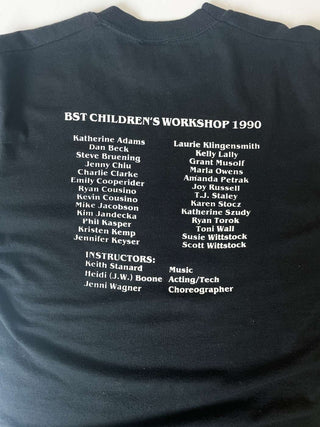 BST CHILDREN'S WORKSHOP 1990
Katherine Adams
Dan Beck
Steve Bruening
Jenny Chiu
Charlie Clarke
Emily Cooperider
Ryan Cousino
Kevin Cousino
Mike Jacobson
Kim Jandecka
Phil Kasper
Kristen Kemp
Jennifer Keyser
Laurie Klingensmith
Kelly Lally
Grant Musolf
Marla Owens
Amanda Petrak
Joy Russell
T.J. Staley
Karen Stocz
Katherine Szudy
Ryan Torok
Toni Wall
Susie Wittstock
Scott Wittstock
INSTRUCTORS:
Keith Stanard Music
Heidi (J.W.) Boone Acting/Tech
Jenni Wagner Choreographer